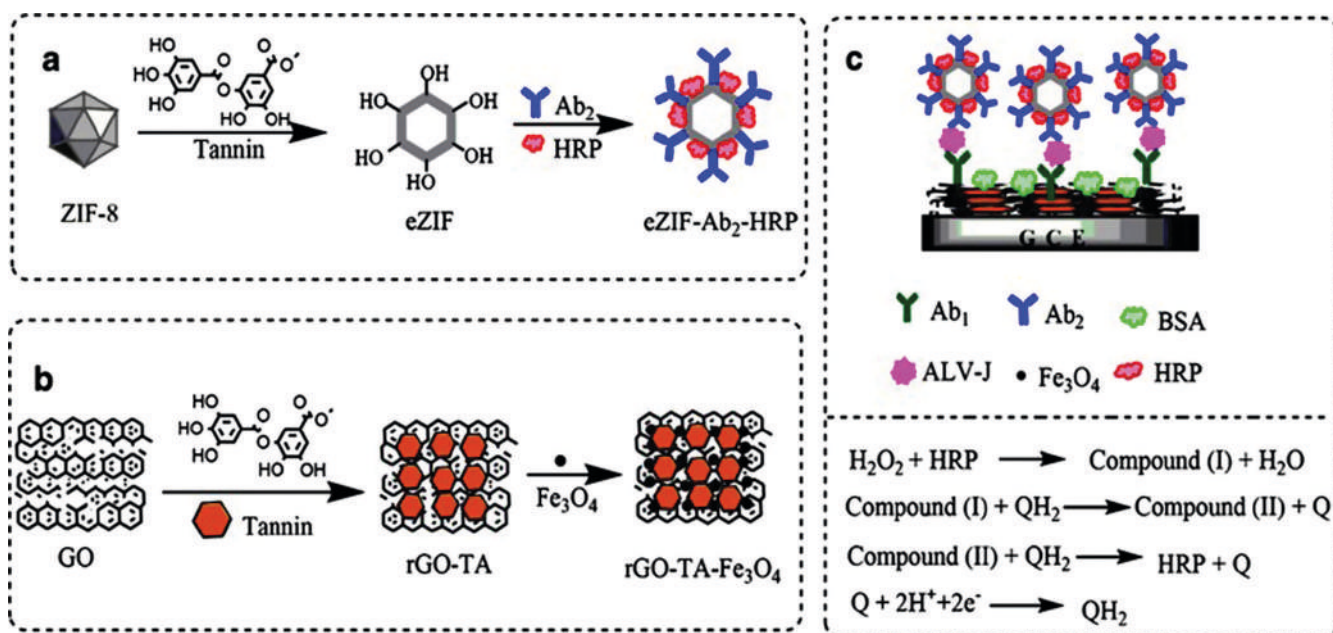 a
HO
HO
HO
O
O
O
O
HO
OH
Tannin
ZIF-8
OH
HO
OH
HO
OH
HO
eZIF
Ab₂
HRP
eZIF-Ab₂-HRP
b
HO
HO
HO
O
O
O
O
HO
OH
Tannin
GO
rGO-TA
Fe₃O₄
rGO-TA-Fe₃O₄
c
G C E
Ab₁
Ab₂
BSA
ALV-J
Fe₃O₄
HRP
H₂O₂ + HRP → Compound (I) + H₂O
Compound (I) + QH₂ → Compound (II) + Q
Compound (II) + QH₂ → HRP + Q
Q + 2H⁺+2e⁻ → QH₂